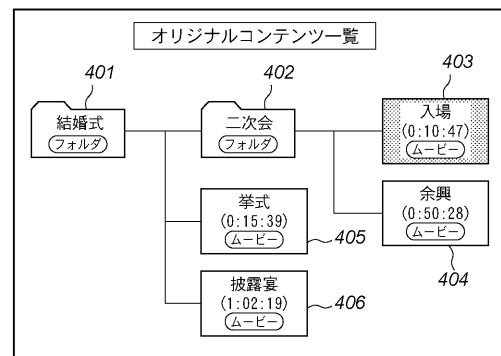 オリジナルコンテンツ一覧
401
結婚式
フォルダ
402
二次会
フォルダ
403
入場
(0:10:47)
ムービー
余興
(0:50:28)
ムービー
404
挙式
(0:15:39)
ムービー
405
披露宴
(1:02:19)
ムービー
406